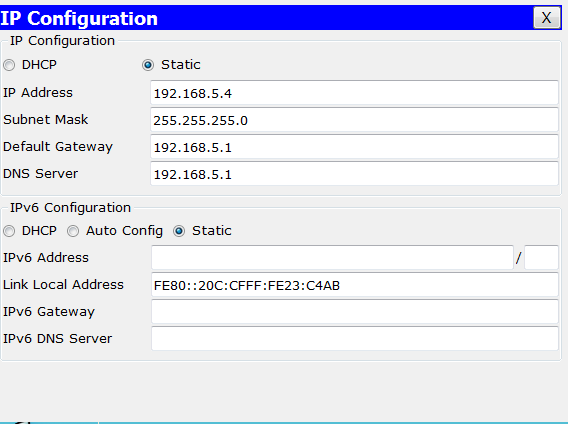 IP Configuration X
IP Configuration
DHCP Static
IP Address 192.168.5.4
Subnet Mask 255.255.255.0
Default Gateway 192.168.5.1
DNS Server 192.168.5.1
IPv6 Configuration
DHCP Auto Config Static
IPv6 Address /
Link Local Address FE80::20C:CFFF:FE23:C4AB
IPv6 Gateway
IPv6 DNS Server